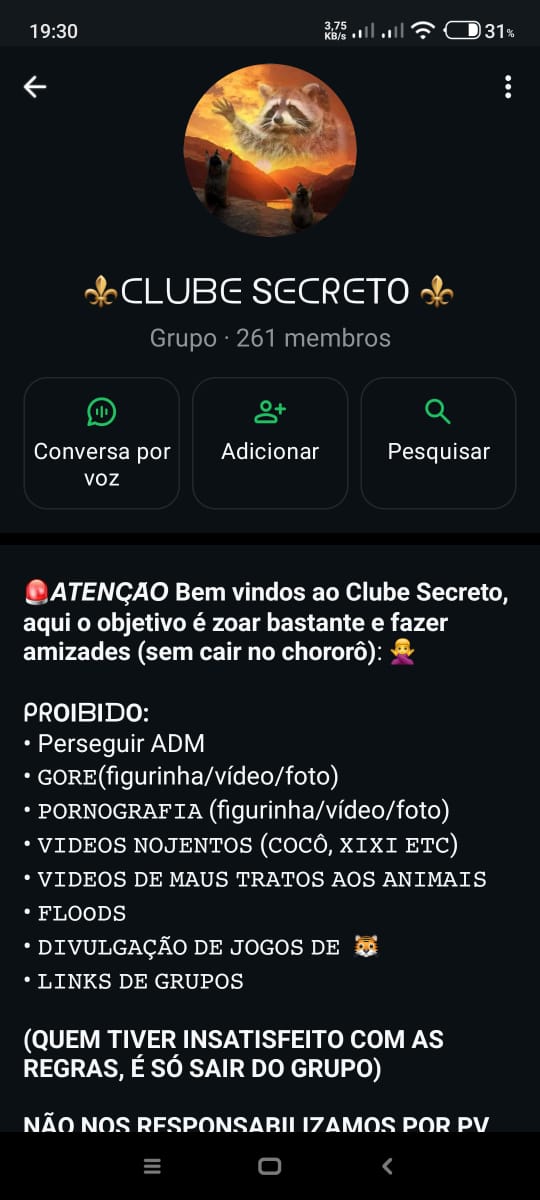 19:30
3,75
KB/s
31%
⚜️CLUBE SECRETO ⚜️
Grupo · 261 membros
Conversa por
voz
Adicionar
Pesquisar
🚨ATENÇÃO Bem vindos ao Clube Secreto,
aqui o objetivo é zoar bastante e fazer
amizades (sem cair no chororô): 🙅‍♀️
PROIBIDO:
• Perseguir ADM
• GORE(figurinha/vídeo/foto)
• PORNOGRAFIA (figurinha/vídeo/foto)
• VIDEOS NOJENTOS (COCÔ, XIXI ETC)
• VIDEOS DE MAUS TRATOS AOS ANIMAIS
• FLOoDS
• DIVULGAÇÃO DE JOGOS DE 🐯
• LINKS DE GRUPOS
(QUEM TIVER INSATISFEITO COM AS
REGRAS, É SÓ SAIR DO GRUPO)
NÃO NOS RESPONSABILIZAMOS POR PV